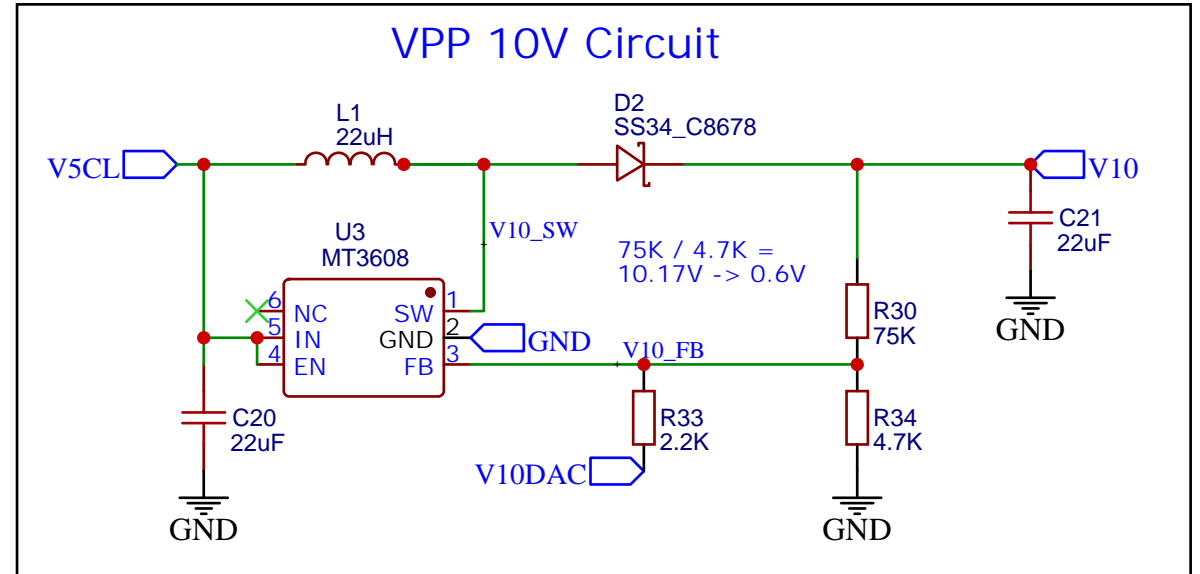 VPP 10V Circuit
L1
22uH
D2
SS34_C8678
V5CL
V10
V10_SW
C21
22uF
U3
MT3608
75K / 4.7K =
10.17V -> 0.6V
6 NC
SW 1
5 IN
GND 2
GND
4 EN
FB 3
V10_FB
R30
75K
GND
C20
22uF
R33
2.2K
R34
4.7K
V10DAC
GND
GND